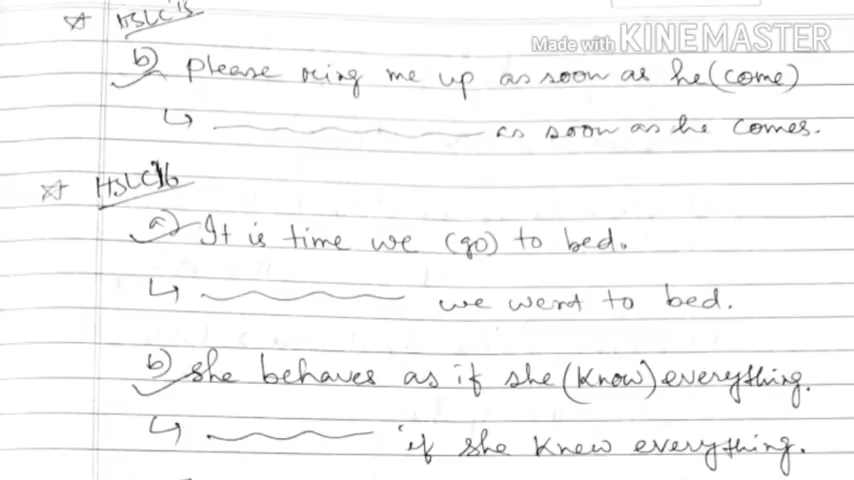 HSLC'15
Made with KINEMASTER
b) Please ring me up as soon as he (come)
↳ as soon as he comes.
HSLC'16
a) It is time we (go) to bed.
↳ we went to bed.
b) She behaves as if she (know) everything.
↳ if she knew everything.